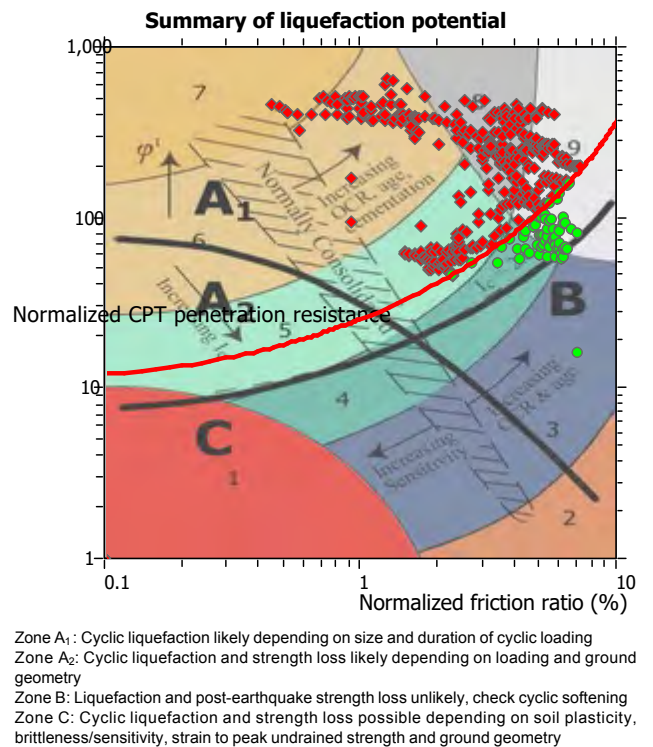 Summary of liquefaction potential
1,000
7
8
9
φ'
Increasing
OCR, age,
cementation
A1
Normally Consolidated
100
6
A2
Ic
B
Normalized CPT penetration resistance
Increasing Ic
5
10
4
Increasing
OCR & age
3
C
Increasing
Sensitivity
1
2
1
0.1
1
10
Normalized friction ratio (%)
Zone A1: Cyclic liquefaction likely depending on size and duration of cyclic loading
Zone A2: Cyclic liquefaction and strength loss likely depending on loading and ground
geometry
Zone B: Liquefaction and post-earthquake strength loss unlikely, check cyclic softening
Zone C: Cyclic liquefaction and strength loss possible depending on soil plasticity,
brittleness/sensitivity, strain to peak undrained strength and ground geometry